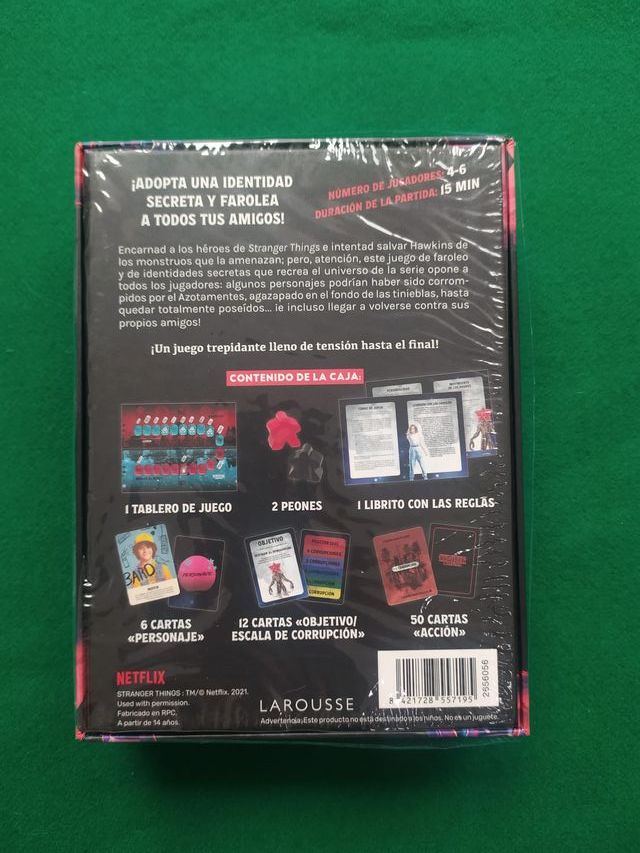 ¡ADOPTA UNA IDENTIDAD
SECRETA Y FAROLEA
A TODOS TUS AMIGOS!
NÚMERO DE JUGADORES: 4-6
DURACIÓN DE LA PARTIDA: 15 MIN
Encarnad a los héroes de Stranger Things e intentad salvar Hawkins de
los monstruos que la amenazan; pero, atención, este juego de faroleo
y de identidades secretas que recrea el universo de la serie opone a
todos los jugadores: algunos personajes podrían haber sido corrom-
pidos por el Azotamentes, agazapado en el fondo de las tinieblas, hasta
quedar totalmente poseídos... ¡e incluso llegar a volverse contra sus
propios amigos!
¡Un juego trepidante lleno de tensión hasta el final!
CONTENIDO DE LA CAJA:
1 TABLERO DE JUEGO
2 PEONES
1 LIBRITO CON LAS REGLAS
BARD
PERSONAJE
OBJETIVO
CORRUPCIÓN
6 CARTAS
«PERSONAJE»
12 CARTAS «OBJETIVO/
ESCALA DE CORRUPCIÓN»
50 CARTAS
«ACCIÓN»
NETFLIX
STRANGER THINGS : TM/© Netflix. 2021.
Used with permission.
Fabricado en RPC.
A partir de 14 años.
LAROUSSE
Advertencia: ¡Este producto no está destinado a los niños. No es un juguete.
8 421728 557195
2656056